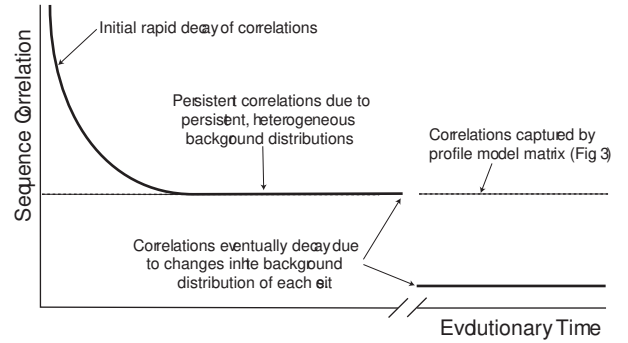 Sequence Correlation
Initial rapid decay of correlations
Persistent correlations due to
persistent, heterogeneous
background distributions
Correlations captured by
profile model matrix (Fig 3)
Correlations eventually decay due
to changes in the background
distribution of each sit
Evolutionary Time